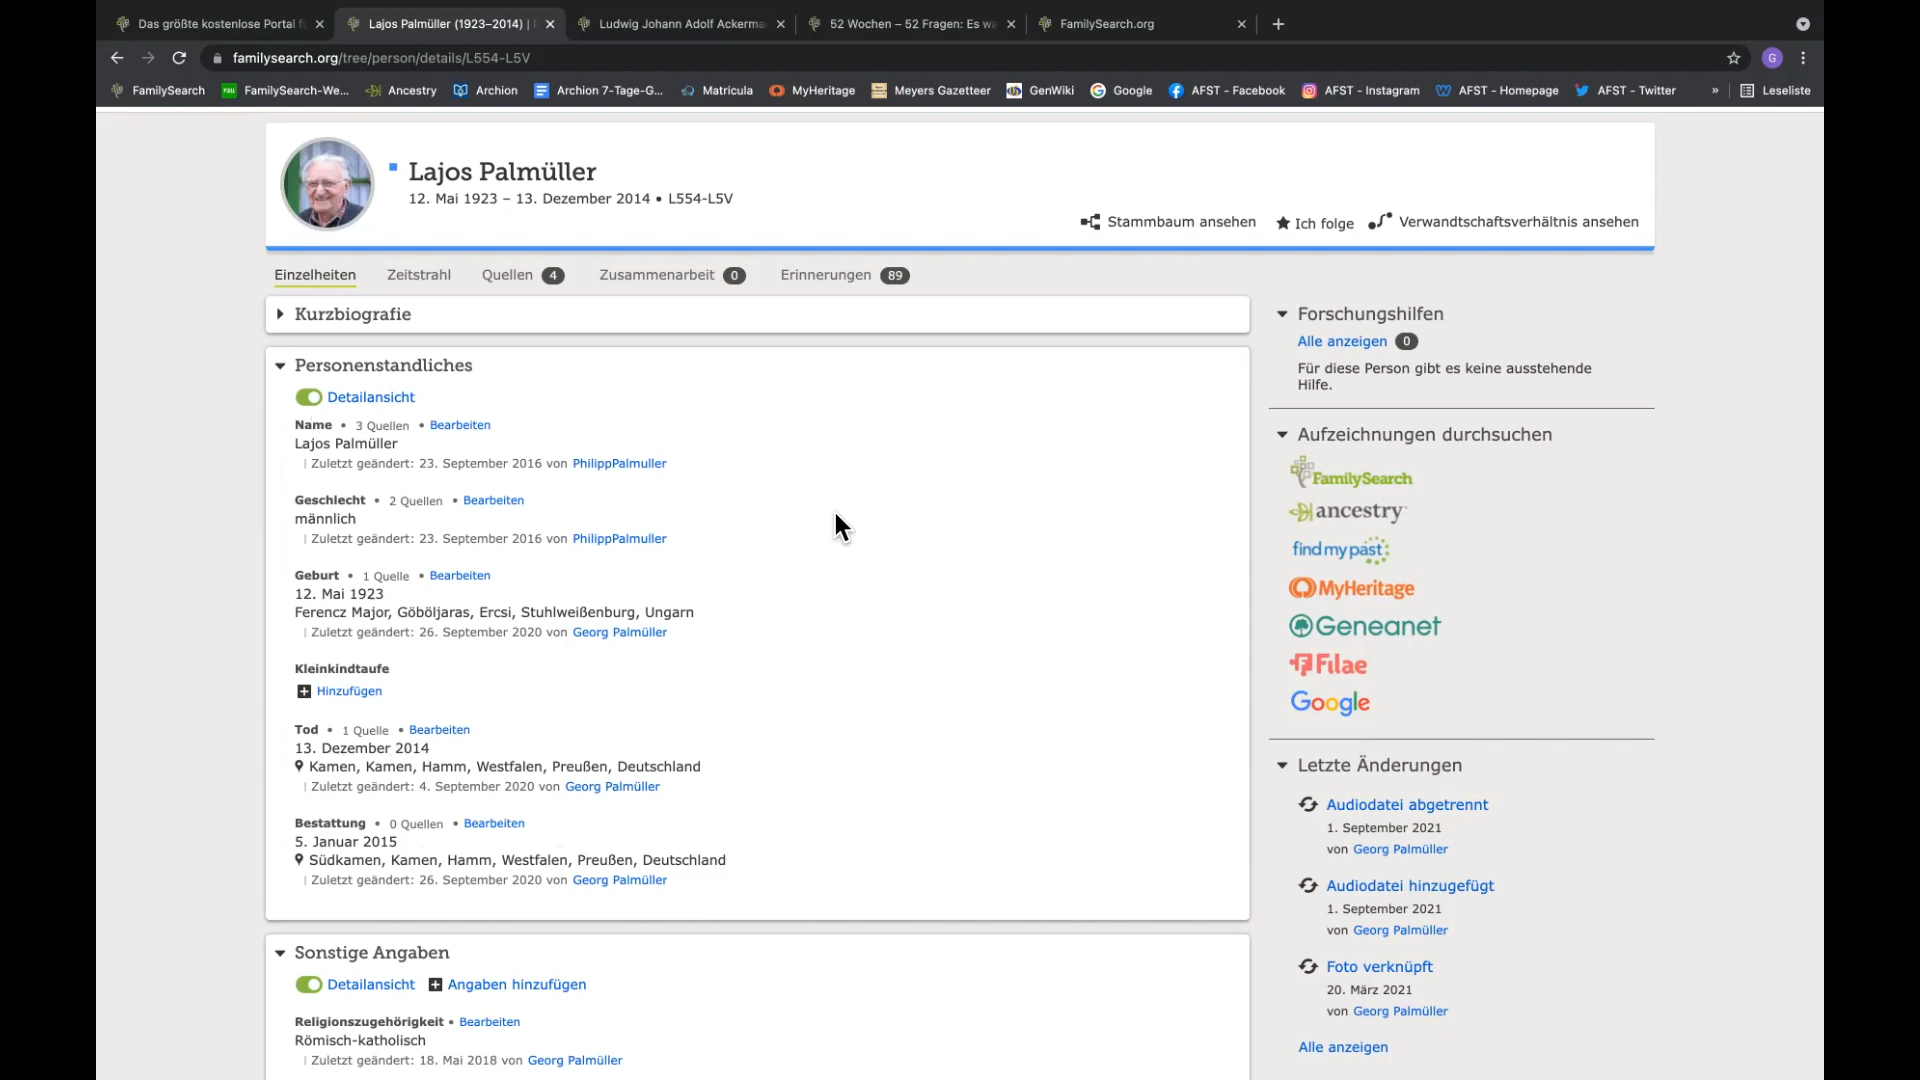 Das größte kostenlose Portal f
Lajos Palmüller (1923–2014) |
Ludwig Johann Adolf Ackerma
52 Wochen – 52 Fragen: Es wa
FamilySearch.org
familysearch.org/tree/person/details/L554-L5V
G
FamilySearch
FamilySearch-We...
Ancestry
Archion
Archion 7-Tage-G...
Matricula
MyHeritage
Meyers Gazetteer
GenWiki
Google
AFST - Facebook
AFST - Instagram
AFST - Homepage
AFST - Twitter
»
Leseliste
Lajos Palmüller
12. Mai 1923 – 13. Dezember 2014 • L554-L5V
Stammbaum ansehen
Ich folge
Verwandtschaftsverhältnis ansehen
Einzelheiten
Zeitstrahl
Quellen 4
Zusammenarbeit 0
Erinnerungen 89
Kurzbiografie
Personenstandliches
Detailansicht
Name • 3 Quellen • Bearbeiten
Lajos Palmüller
Zuletzt geändert: 23. September 2016 von PhilippPalmuller
Geschlecht • 2 Quellen • Bearbeiten
männlich
Zuletzt geändert: 23. September 2016 von PhilippPalmuller
Geburt • 1 Quelle • Bearbeiten
12. Mai 1923
Ferencz Major, Göböljaras, Ercsi, Stuhlweißenburg, Ungarn
Zuletzt geändert: 26. September 2020 von Georg Palmüller
Kleinkindtaufe
Hinzufügen
Tod • 1 Quelle • Bearbeiten
13. Dezember 2014
Kamen, Kamen, Hamm, Westfalen, Preußen, Deutschland
Zuletzt geändert: 4. September 2020 von Georg Palmüller
Bestattung • 0 Quellen • Bearbeiten
5. Januar 2015
Südkamen, Kamen, Hamm, Westfalen, Preußen, Deutschland
Zuletzt geändert: 26. September 2020 von Georg Palmüller
Sonstige Angaben
Detailansicht
Angaben hinzufügen
Religionszugehörigkeit • Bearbeiten
Römisch-katholisch
Zuletzt geändert: 18. Mai 2018 von Georg Palmüller
Forschungshilfen
Alle anzeigen 0
Für diese Person gibt es keine ausstehende
Hilfe.
Aufzeichnungen durchsuchen
FamilySearch
ancestry
findmypast
MyHeritage
Geneanet
Filae
Google
Letzte Änderungen
Audiodatei abgetrennt
1. September 2021
von Georg Palmüller
Audiodatei hinzugefügt
1. September 2021
von Georg Palmüller
Foto verknüpft
20. März 2021
von Georg Palmüller
Alle anzeigen